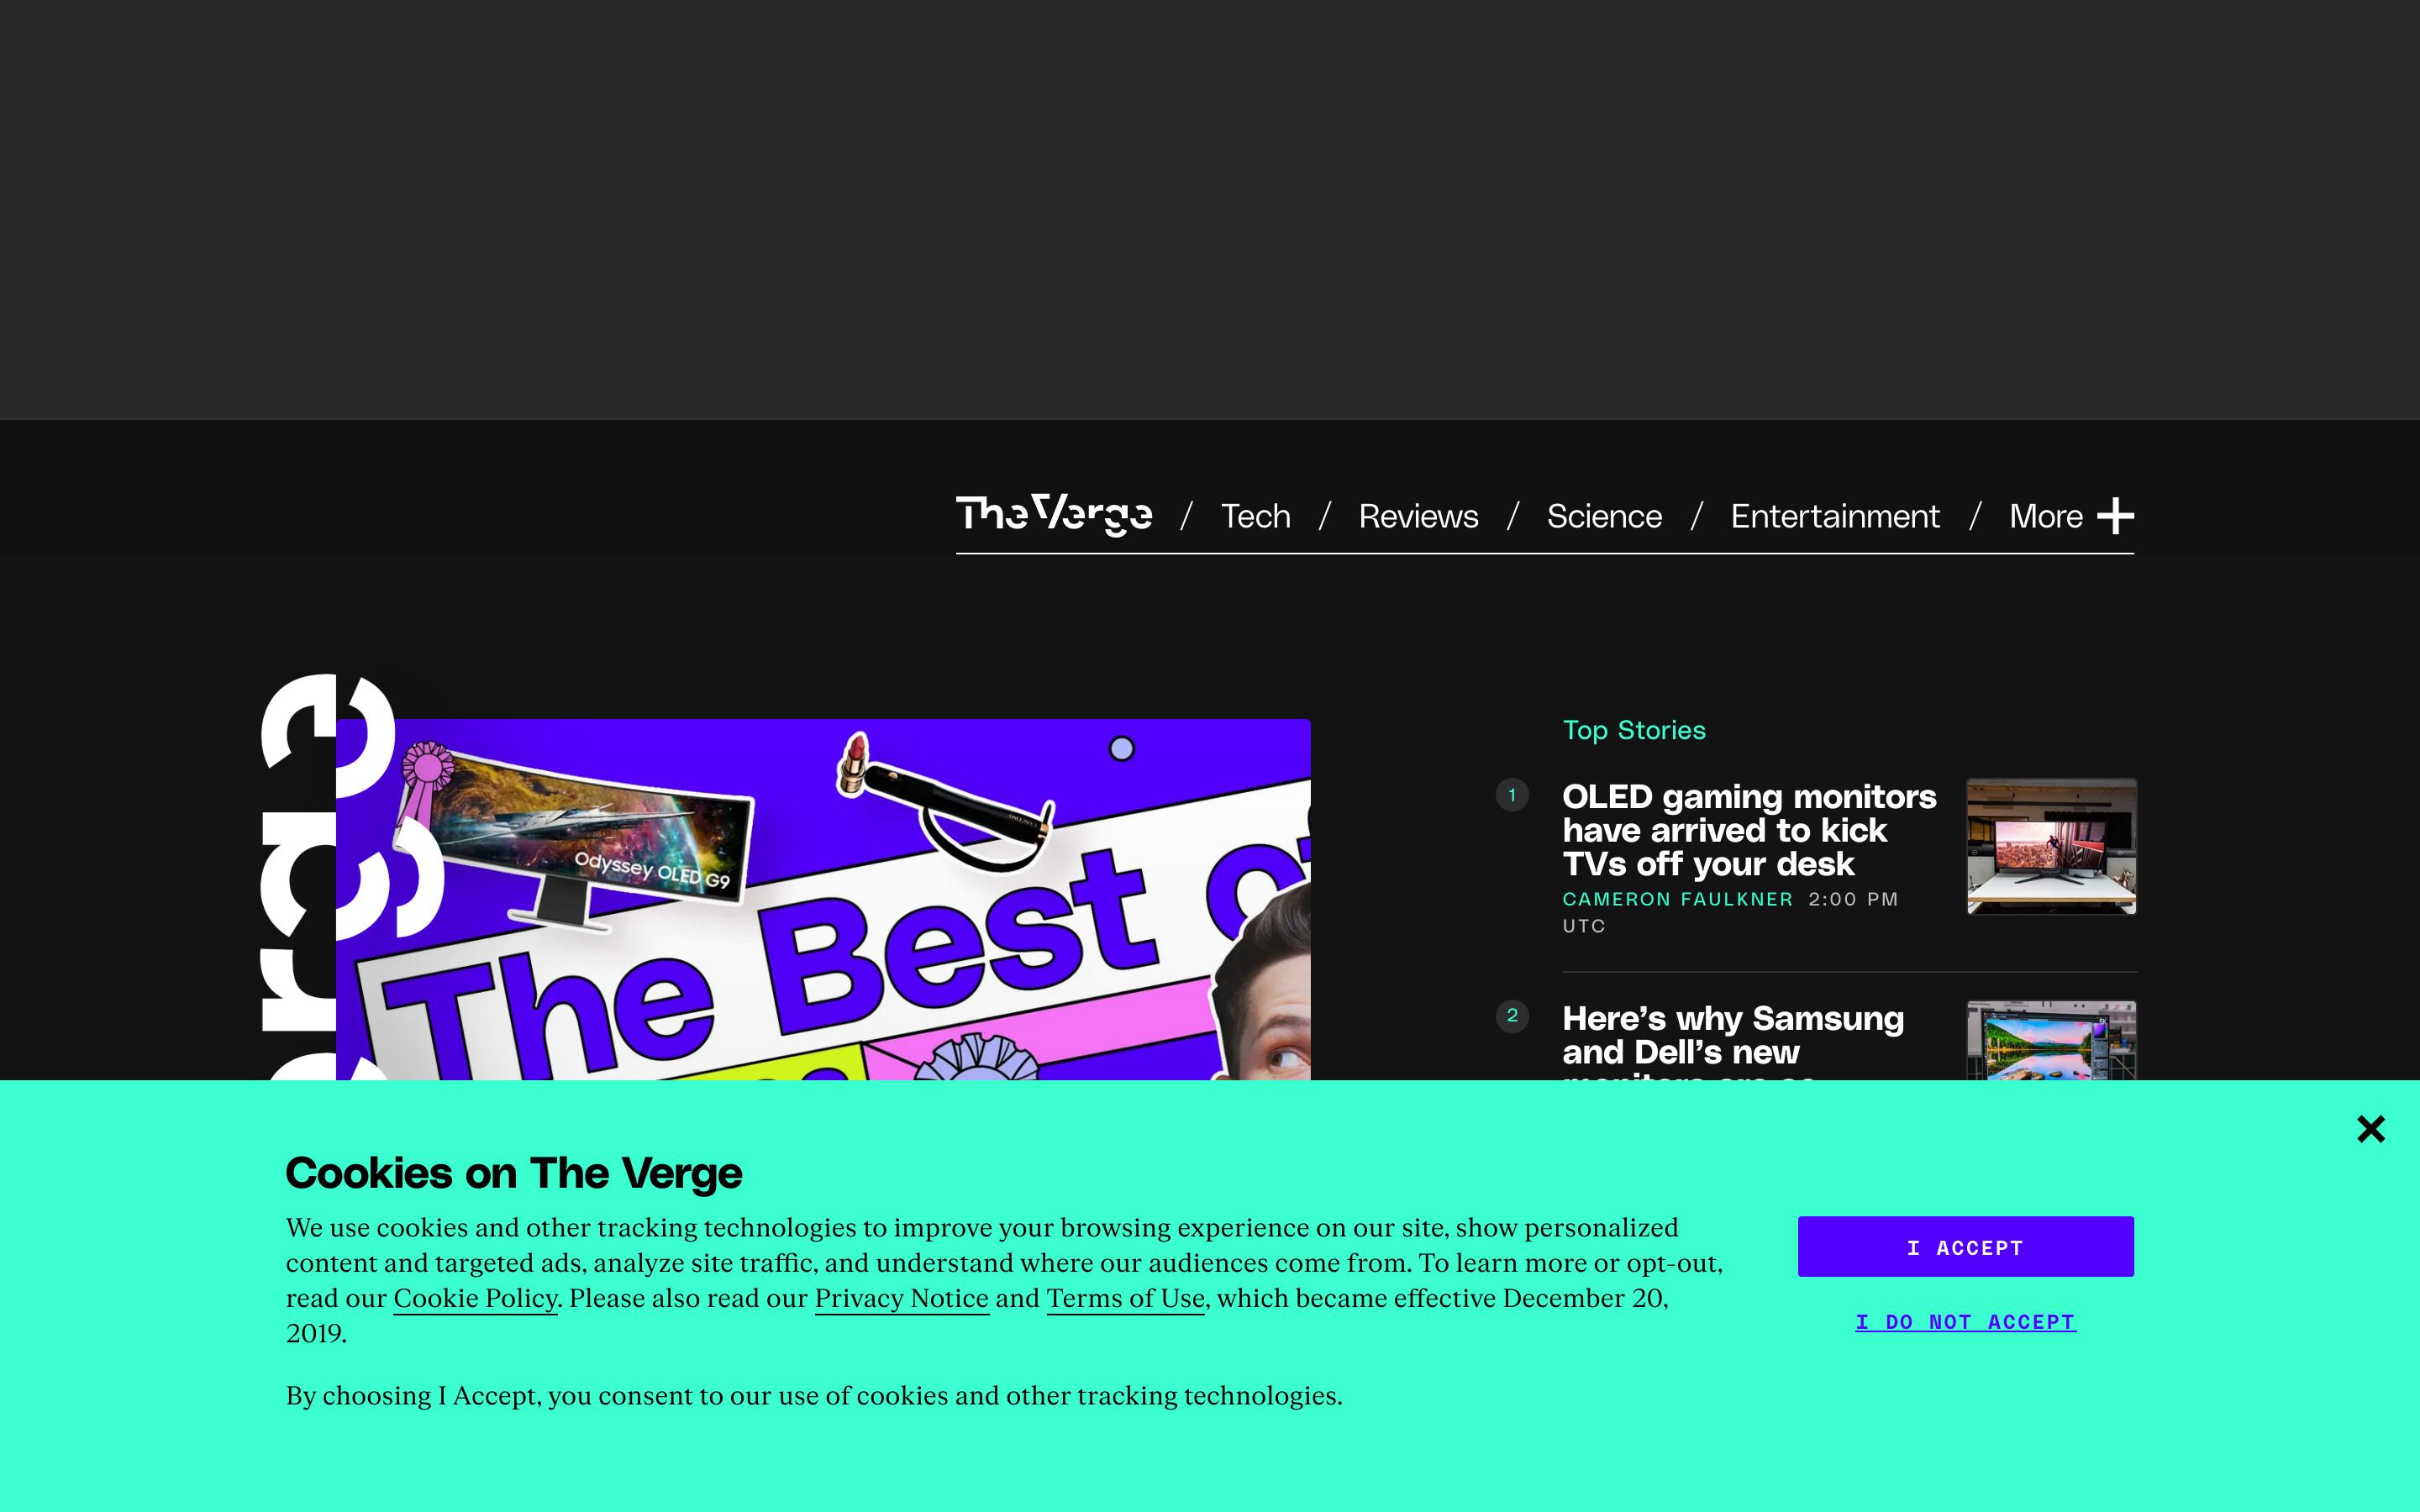 The Verge / Tech / Reviews / Science / Entertainment / More
erge
Odyssey OLED G9
The Best o
Top Stories
1
OLED gaming monitors
have arrived to kick
TVs off your desk
CAMERON FAULKNER 2:00 PM
UTC
2
Here’s why Samsung
and Dell’s new
monitors are so
Cookies on The Verge
We use cookies and other tracking technologies to improve your browsing experience on our site, show personalized
content and targeted ads, analyze site traffic, and understand where our audiences come from. To learn more or opt-out,
read our Cookie Policy. Please also read our Privacy Notice and Terms of Use, which became effective December 20,
2019.
By choosing I Accept, you consent to our use of cookies and other tracking technologies.
I ACCEPT
I DO NOT ACCEPT